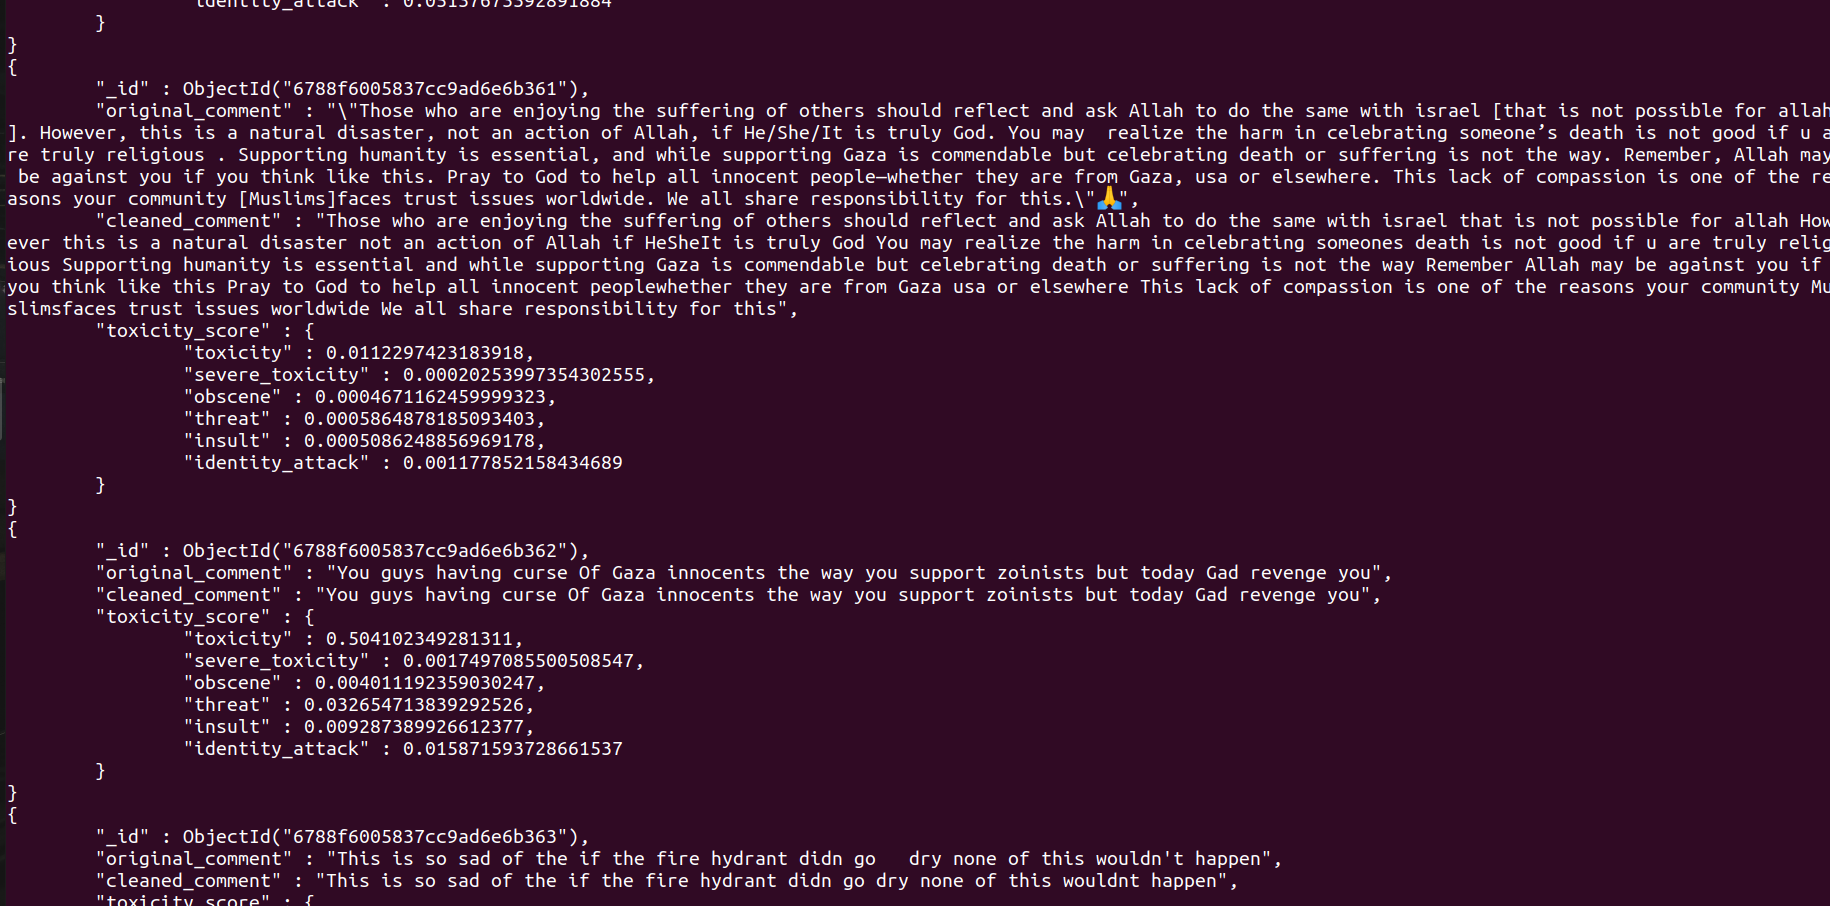 "identity_attack" : 0.05137673392891884
        }
}
{
        "_id" : ObjectId("6788f6005837cc9ad6e6b361"),
        "original_comment" : "\"Those who are enjoying the suffering of others should reflect and ask Allah to do the same with israel [that is not possible for allah
]. However, this is a natural disaster, not an action of Allah, if He/She/It is truly God. You may  realize the harm in celebrating someone’s death is not good if u a
re truly religious . Supporting humanity is essential, and while supporting Gaza is commendable but celebrating death or suffering is not the way. Remember, Allah may
 be against you if you think like this. Pray to God to help all innocent people—whether they are from Gaza, usa or elsewhere. This lack of compassion is one of the re
asons your community [Muslims]faces trust issues worldwide. We all share responsibility for this.\"🙏",
        "cleaned_comment" : "Those who are enjoying the suffering of others should reflect and ask Allah to do the same with israel that is not possible for allah How
ever this is a natural disaster not an action of Allah if HeSheIt is truly God You may realize the harm in celebrating someones death is not good if u are truly relig
ious Supporting humanity is essential and while supporting Gaza is commendable but celebrating death or suffering is not the way Remember Allah may be against you if 
you think like this Pray to God to help all innocent peoplewhether they are from Gaza usa or elsewhere This lack of compassion is one of the reasons your community Mu
slimsfaces trust issues worldwide We all share responsibility for this",
        "toxicity_score" : {
                "toxicity" : 0.0112297423183918,
                "severe_toxicity" : 0.00020253997354302555,
                "obscene" : 0.0004671162459999323,
                "threat" : 0.0005864878185093403,
                "insult" : 0.0005086248856969178,
                "identity_attack" : 0.001177852158434689
        }
}
{
        "_id" : ObjectId("6788f6005837cc9ad6e6b362"),
        "original_comment" : "You guys having curse Of Gaza innocents the way you support zoinists but today Gad revenge you",
        "cleaned_comment" : "You guys having curse Of Gaza innocents the way you support zoinists but today Gad revenge you",
        "toxicity_score" : {
                "toxicity" : 0.504102349281311,
                "severe_toxicity" : 0.0017497085500508547,
                "obscene" : 0.004011192359030247,
                "threat" : 0.032654713839292526,
                "insult" : 0.009287389926612377,
                "identity_attack" : 0.015871593728661537
        }
}
{
        "_id" : ObjectId("6788f6005837cc9ad6e6b363"),
        "original_comment" : "This is so sad of the if the fire hydrant didn go   dry none of this wouldn't happen",
        "cleaned_comment" : "This is so sad of the if the fire hydrant didn go dry none of this wouldnt happen",
        "toxicity_score" : {